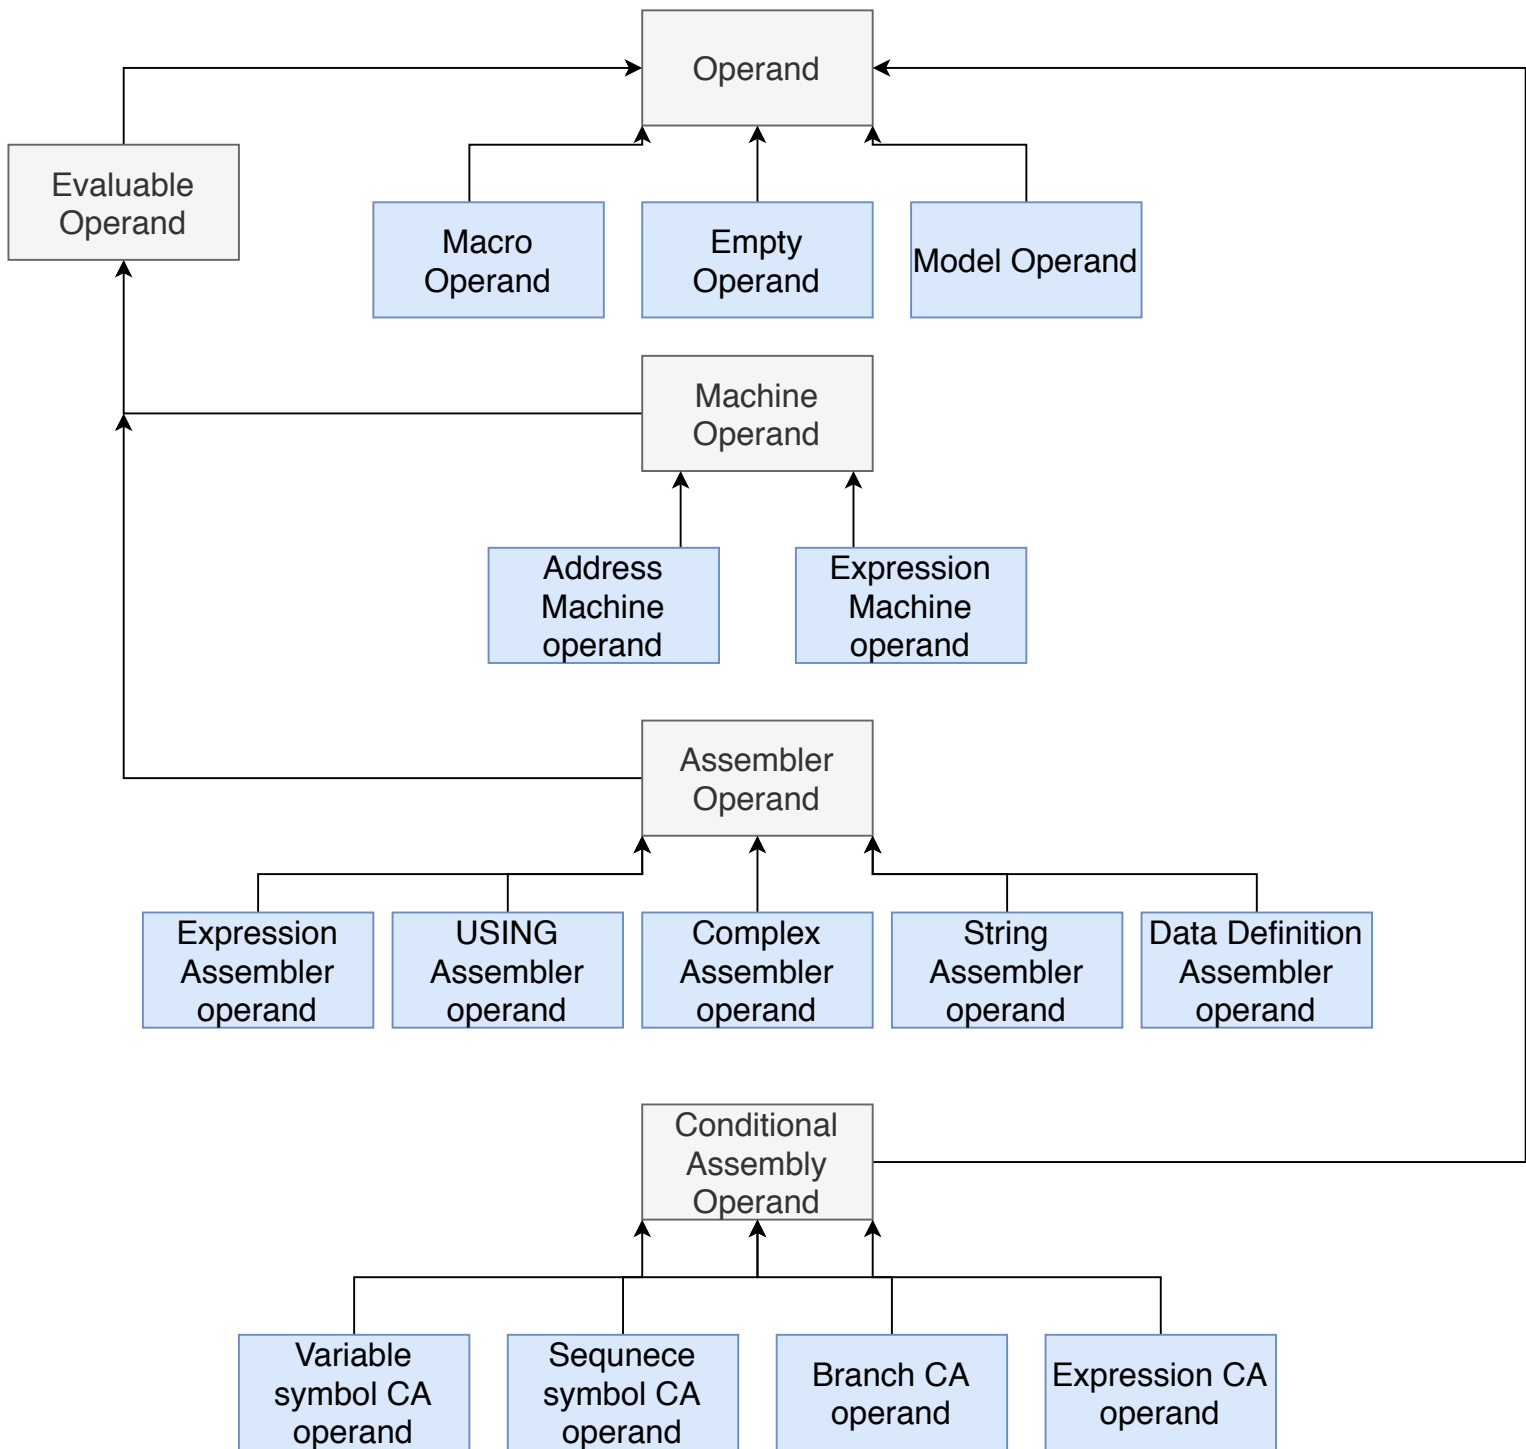 Operand
Evaluable
Operand
Macro
Operand
Empty
Operand
Model Operand
Machine
Operand
Address
Machine
operand
Expression
Machine
operand
Assembler
Operand
Expression
Assembler
operand
USING
Assembler
operand
Complex
Assembler
operand
String
Assembler
operand
Data Definition
Assembler
operand
Conditional
Assembly
Operand
Variable
symbol CA
operand
Sequnece
symbol CA
operand
Branch CA
operand
Expression CA
operand